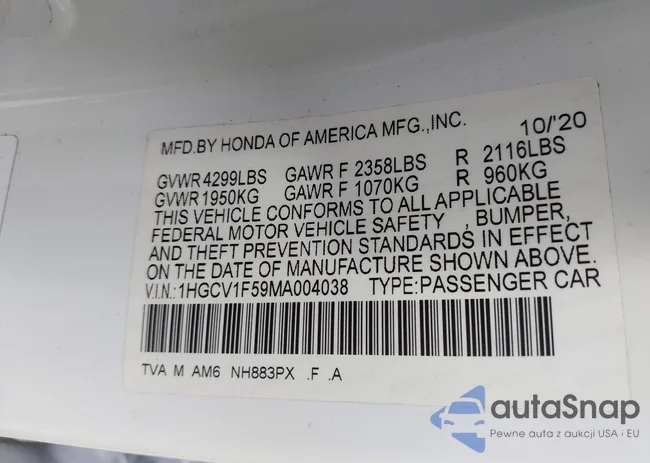 MFD.BY HONDA OF AMERICA MFG.,INC. 10/'20
GVWR 4299LBS GAWR F 2358LBS R 2116LBS
GVWR 1950KG GAWR F 1070KG R 960KG
THIS VEHICLE CONFORMS TO ALL APPLICABLE
FEDERAL MOTOR VEHICLE SAFETY , BUMPER,
AND THEFT PREVENTION STANDARDS IN EFFECT
ON THE DATE OF MANUFACTURE SHOWN ABOVE.
V.I.N.:1HGCV1F59MA004038 TYPE:PASSENGER CAR
TVA M AM6 NH883PX .F .A
autoSnap
Pewne auta z aukcji USA i EU